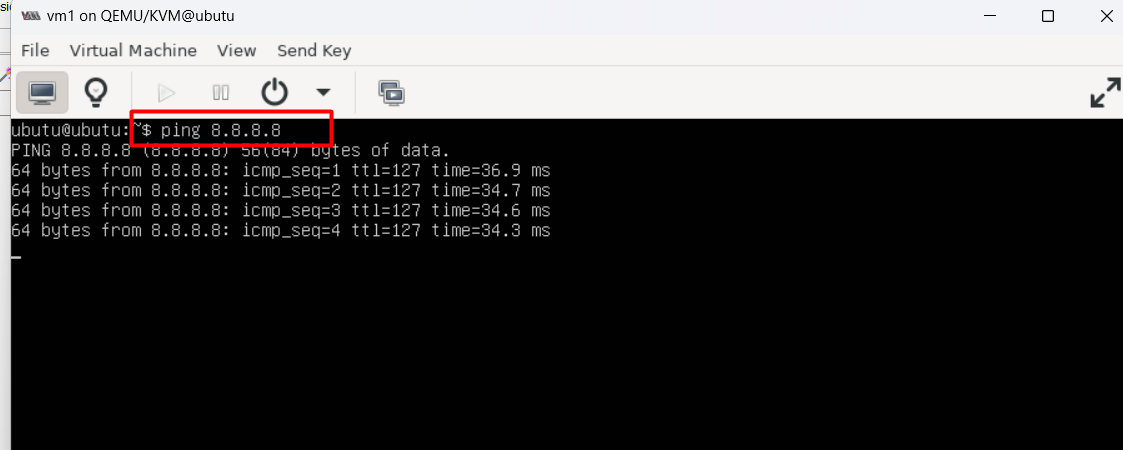 vm1 on QEMU/KVM@ubutu
File Virtual Machine View Send Key
ubutu@ubutu:~$ ping 8.8.8.8
PING 8.8.8.8 (8.8.8.8) 56(84) bytes of data.
64 bytes from 8.8.8.8: icmp_seq=1 ttl=127 time=36.9 ms
64 bytes from 8.8.8.8: icmp_seq=2 ttl=127 time=34.7 ms
64 bytes from 8.8.8.8: icmp_seq=3 ttl=127 time=34.6 ms
64 bytes from 8.8.8.8: icmp_seq=4 ttl=127 time=34.3 ms